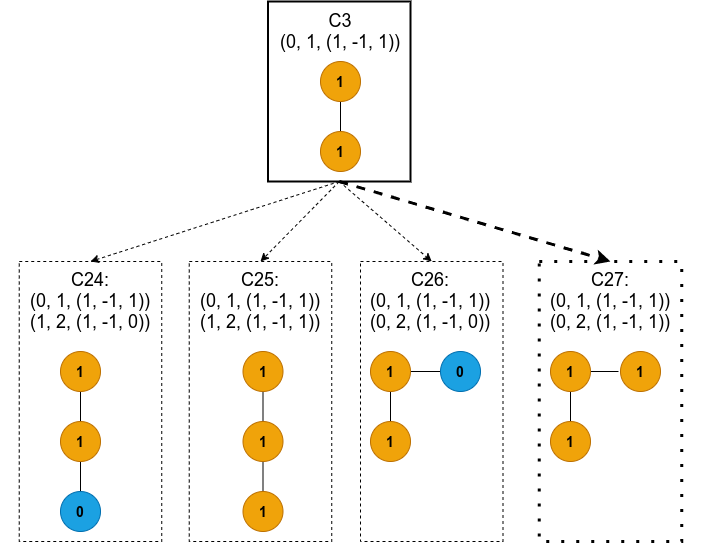 C3
(0, 1, (1, -1, 1))
1
1
C24:
(0, 1, (1, -1, 1))
(1, 2, (1, -1, 0))
1
1
0
C25:
(0, 1, (1, -1, 1))
(1, 2, (1, -1, 1))
1
1
1
C26:
(0, 1, (1, -1, 1))
(0, 2, (1, -1, 0))
1 0
1
C27:
(0, 1, (1, -1, 1))
(0, 2, (1, -1, 1))
1 1
1